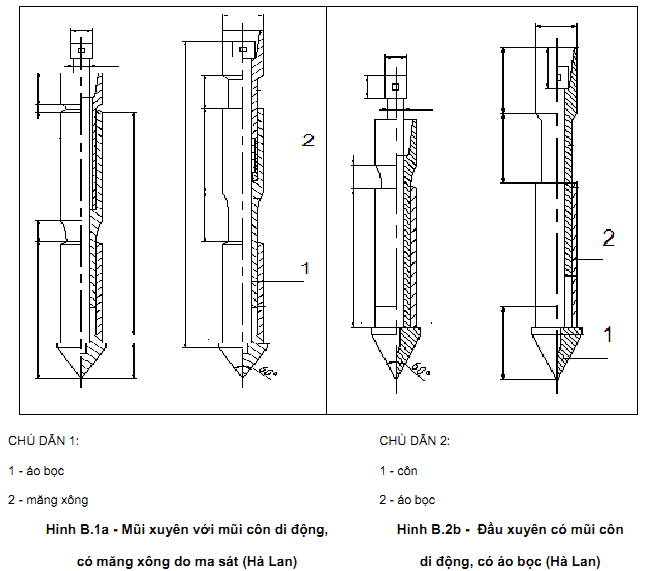 2
1
60°
60°
2
1
CHÚ DẪN 1:
1 - áo bọc
2 - măng xông
Hình B.1a - Mũi xuyên với mũi côn di động,
có măng xông do ma sát (Hà Lan)
CHÚ DẪN 2:
1 - côn
2 - áo bọc
Hình B.2b - Đầu xuyên có mũi côn
di động, có áo bọc (Hà Lan)